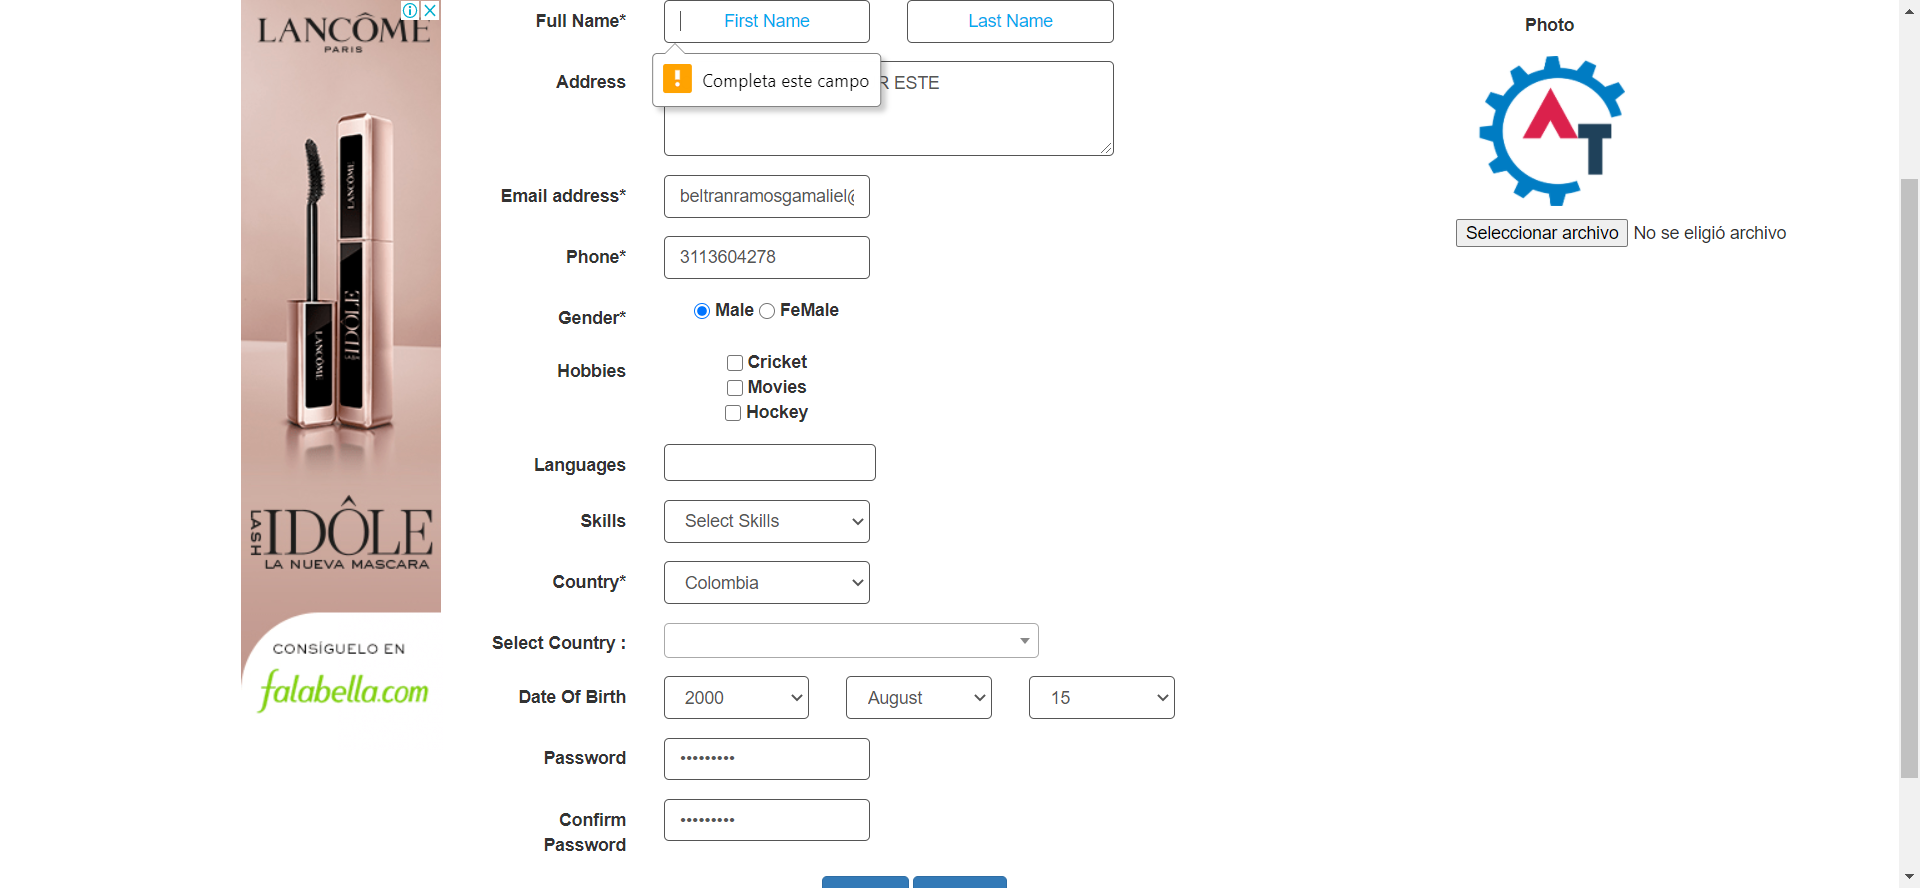 LANCÔME
PARIS
LANCÔME
IDÔLE
LASH
LANCÔME
LASH
IDÔLE
LA NUEVA MASCARA
CONSÍGUELO EN
falabella.com
Full Name*
First Name
Last Name
Completa este campo
Address
R ESTE
Email address*
beltranramosgamaliel@
Phone*
3113604278
Gender*
Male
FeMale
Hobbies
Cricket
Movies
Hockey
Languages
Skills
Select Skills
Country*
Colombia
Select Country :
Date Of Birth
2000
August
15
Password
•••••••••
Confirm
Password
•••••••••
Photo
AT
Seleccionar archivo
No se eligió archivo